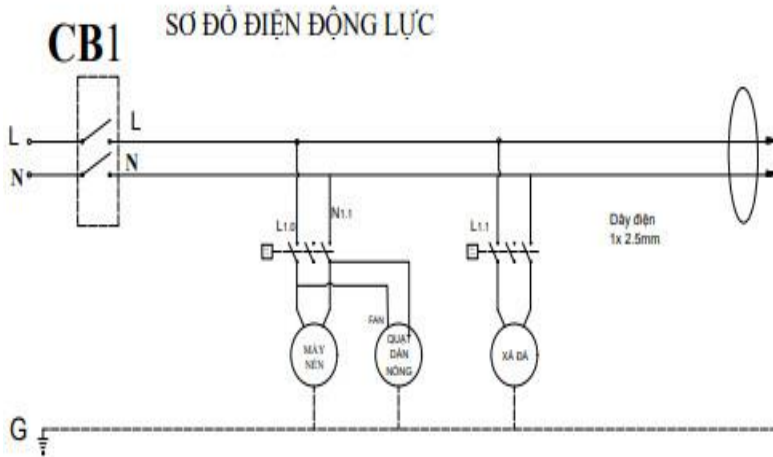 SƠ ĐỒ ĐIỆN ĐỘNG LỰC
CB1
L
L
N
N
L1.0
N1.1
L1.1
Dây điện
1x 2.5mm
FAN
MÁY
NÉN
QUẠT
DÀN
NÓNG
XẢ ĐÁ
G